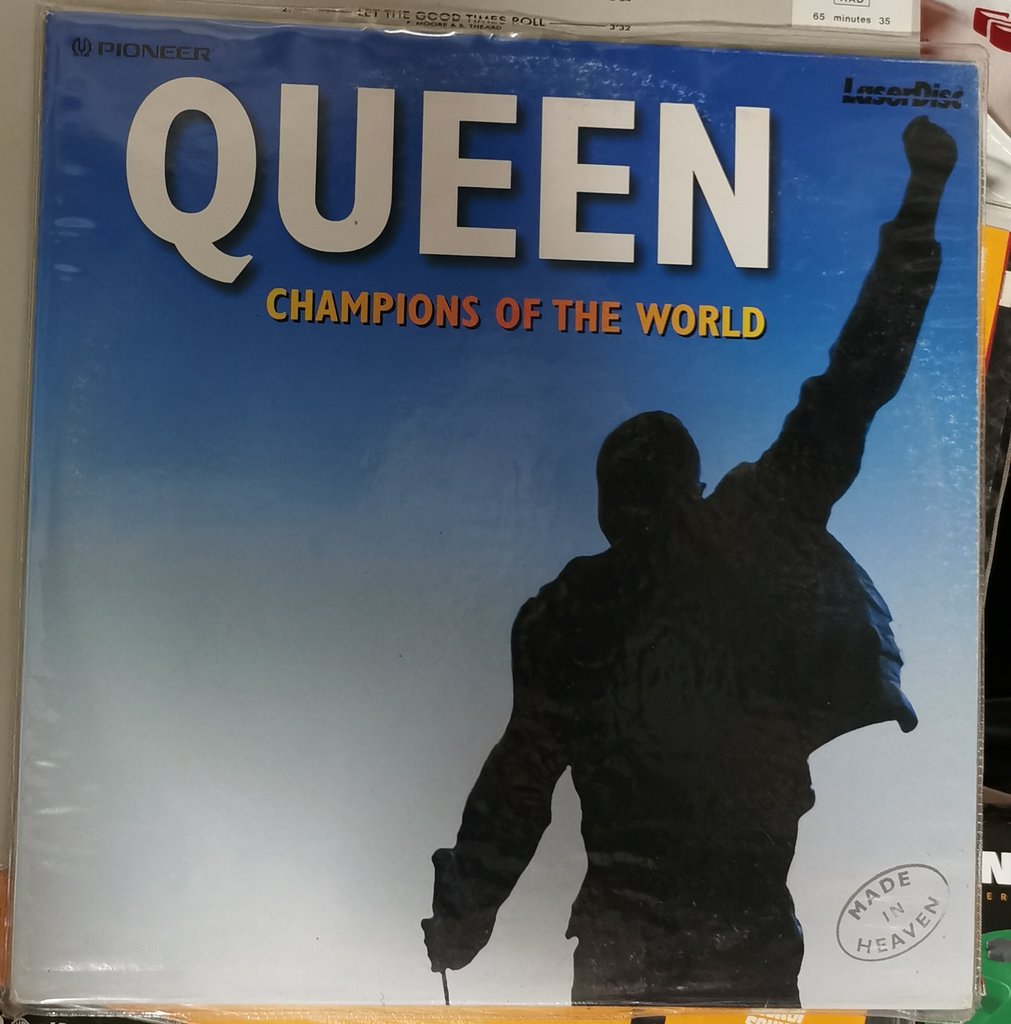 LET THE GOOD TIMES ROLL
3'32
65 minutes 35
PIONEER
LaserDisc
QUEEN
CHAMPIONS OF THE WORLD
MADE
IN
HEAVEN
N
ER